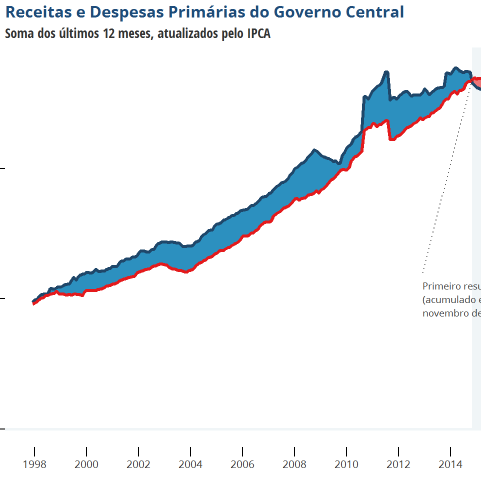 Receitas e Despesas Primárias do Governo Central
Soma dos últimos 12 meses, atualizados pelo IPCA
Primeiro resu
(acumulado e
novembro de
1998 2000 2002 2004 2006 2008 2010 2012 2014